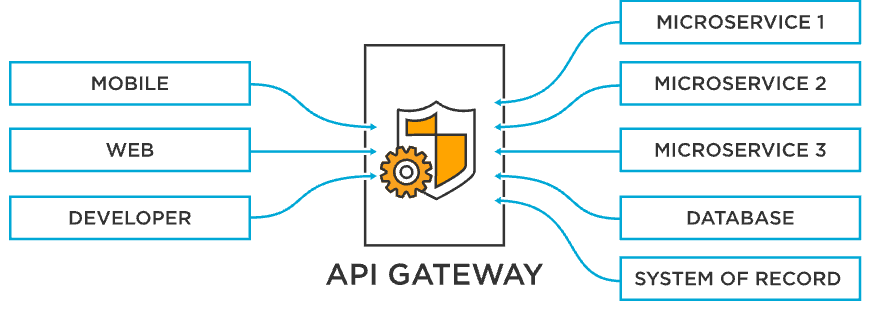 MOBILE
WEB
DEVELOPER
API GATEWAY
MICROSERVICE 1
MICROSERVICE 2
MICROSERVICE 3
DATABASE
SYSTEM OF RECORD